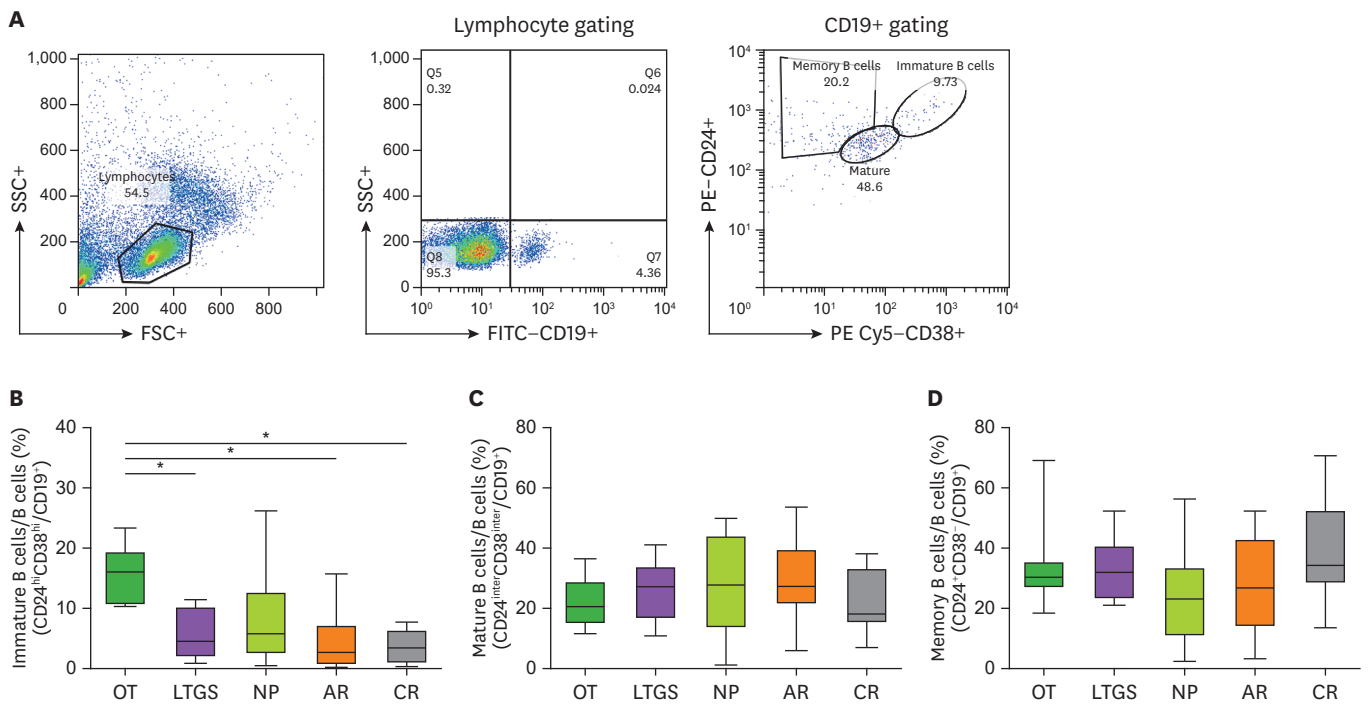 A
Lymphocyte gating
CD19+ gating
1,000
800
600
400
200
0
200
400
600
800
SSC+
FSC+
Lymphocytes
54.5
1,000
800
600
400
200
0
10⁰
10¹
10²
10³
10⁴
SSC+
FITC–CD19+
Q5
0.32
Q6
0.024
Q8
95.3
Q7
4.36
10⁴
10³
10²
10¹
10⁰
10¹
10²
10³
10⁴
PE–CD24+
PE Cy5–CD38+
Memory B cells
20.2
Immature B cells
9.73
Mature
48.6
B
Immature B cells/B cells (%)
(CD24ʰⁱCD38ʰⁱ/CD19⁺)
40
30
20
10
0
*
*
*
OT LTGS NP AR CR
C
Mature B cells/B cells (%)
(CD24ⁱⁿᵗᵉʳCD38ⁱⁿᵗᵉʳ/CD19⁺)
80
60
40
20
0
OT LTGS NP AR CR
D
Memory B cells/B cells (%)
(CD24⁺CD38⁻/CD19⁺)
80
60
40
20
0
OT LTGS NP AR CR